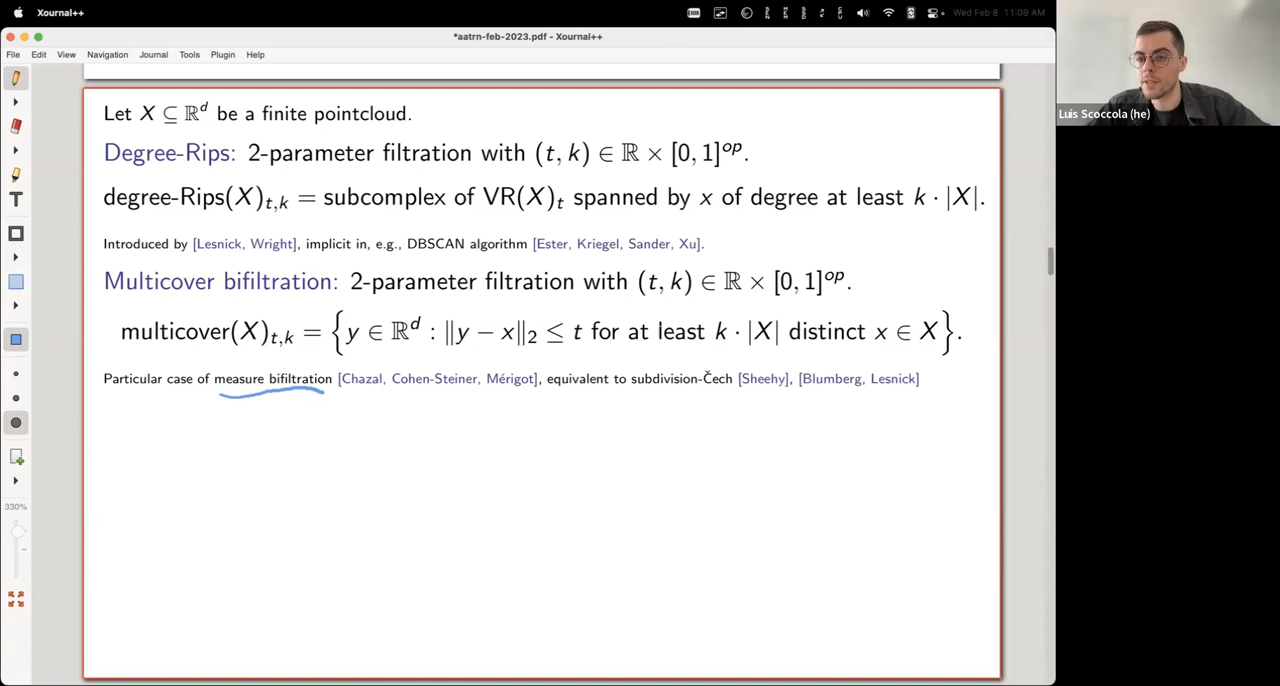 Xournal++
Wed Feb 8 11:08 AM
*aatrn-feb-2023.pdf - Xournal++
File Edit View Navigation Journal Tools Plugin Help
Luis Scoccola (he)
Let X ⊆ ℝᵈ be a finite pointcloud.
Degree-Rips: 2-parameter filtration with (t, k) ∈ ℝ × [0, 1]ᵒᵖ.
degree-Rips(X)ₜ,ₖ = subcomplex of VR(X)ₜ spanned by x of degree at least k · |X|.
Introduced by [Lesnick, Wright], implicit in, e.g., DBSCAN algorithm [Ester, Kriegel, Sander, Xu].
Multicover bifiltration: 2-parameter filtration with (t, k) ∈ ℝ × [0, 1]ᵒᵖ.
multicover(X)ₜ,ₖ = {y ∈ ℝᵈ : ‖y − x‖₂ ≤ t for at least k · |X| distinct x ∈ X}.
Particular case of measure bifiltration [Chazal, Cohen-Steiner, Mérigot], equivalent to subdivision-Čech [Sheehy], [Blumberg, Lesnick]
330%